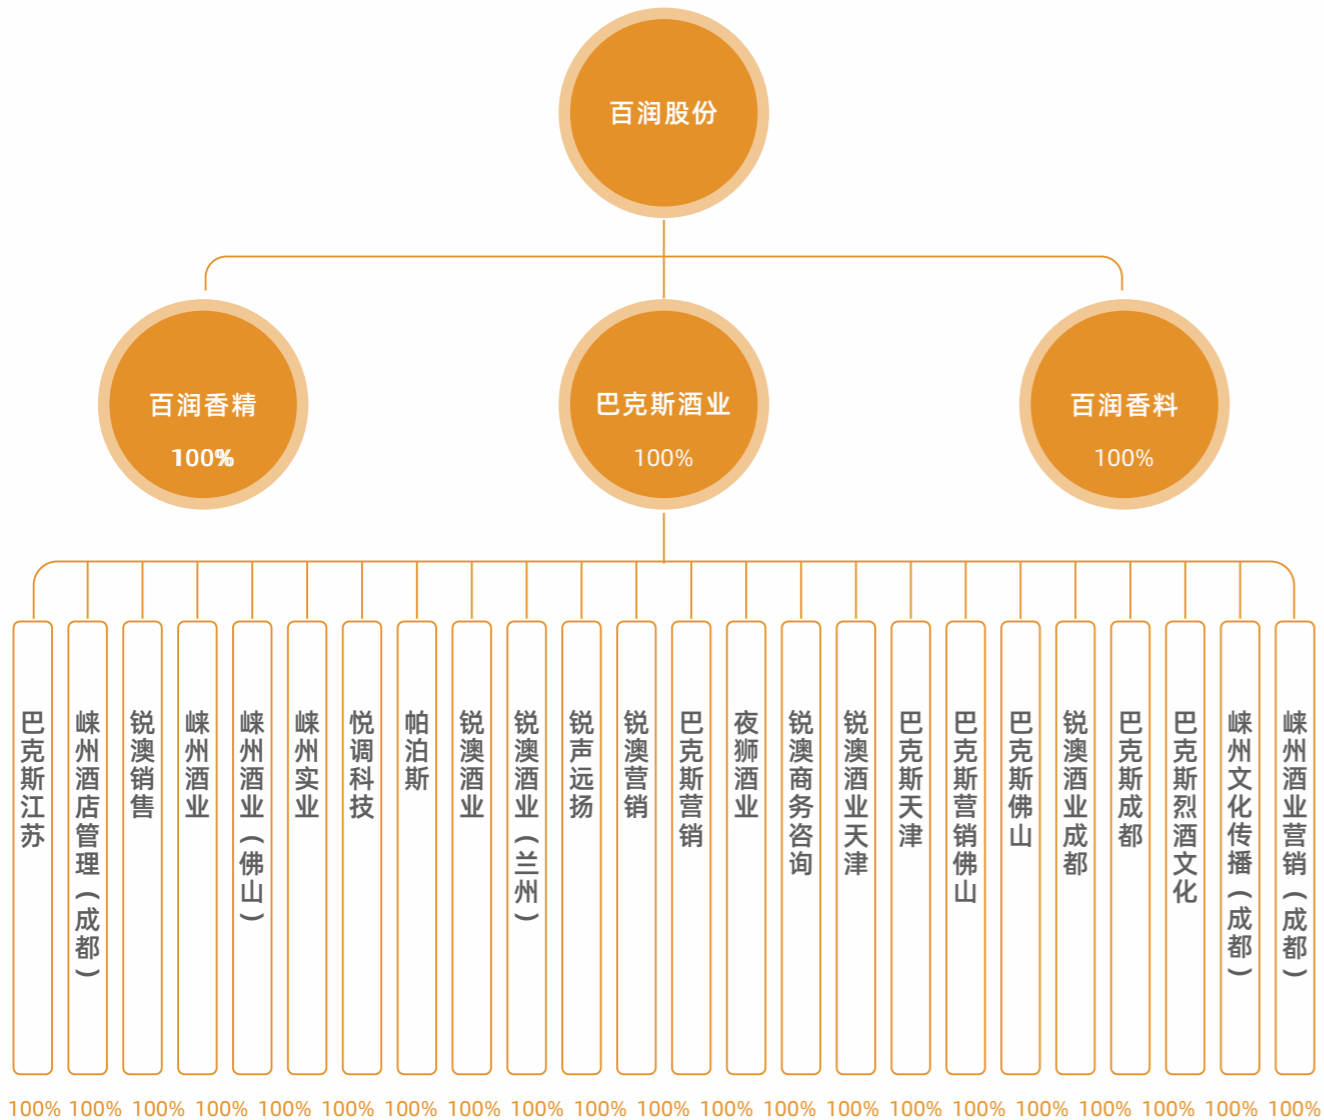 百润股份
百润香精
100%
巴克斯酒业
100%
百润香料
100%
巴克斯江苏
崃州酒店管理（成都）
锐澳销售
崃州酒业
崃州酒业（佛山）
崃州实业
悦调科技
帕泊斯
锐澳酒业
锐澳酒业（兰州）
锐声远扬
锐澳营销
巴克斯营销
夜狮酒业
锐澳商务咨询
锐澳酒业天津
巴克斯天津
巴克斯营销佛山
巴克斯佛山
锐澳酒业成都
巴克斯成都
巴克斯烈酒文化
崃州文化传播（成都）
崃州酒业营销（成都）
100% 100% 100% 100% 100% 100% 100% 100% 100% 100% 100% 100% 100% 100% 100% 100% 100% 100% 100% 100% 100%